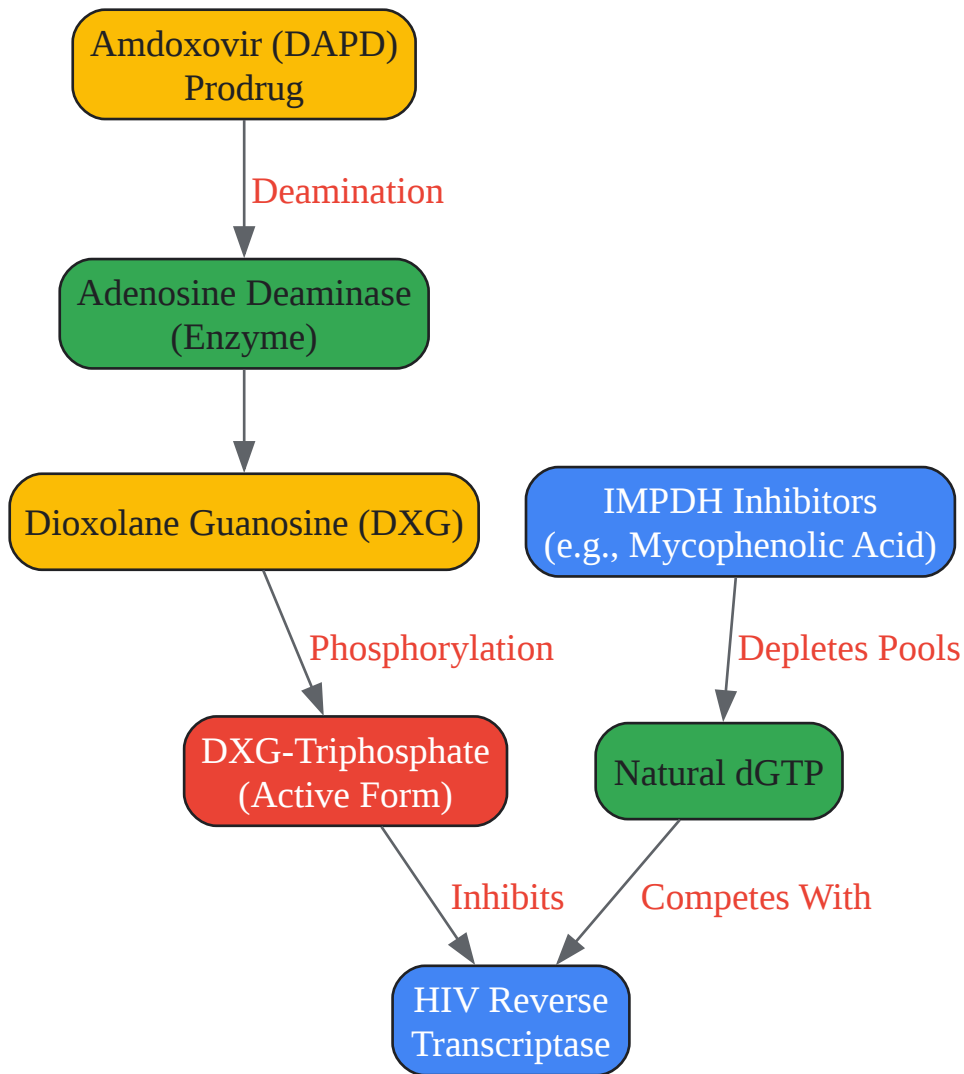 Amdoxovir (DAPD)
Prodrug
Deamination
Adenosine Deaminase
(Enzyme)
Dioxolane Guanosine (DXG)
IMPDH Inhibitors
(e.g., Mycophenolic Acid)
Phosphorylation
Depletes Pools
DXG-Triphosphate
(Active Form)
Natural dGTP
Inhibits
Competes With
HIV Reverse
Transcriptase